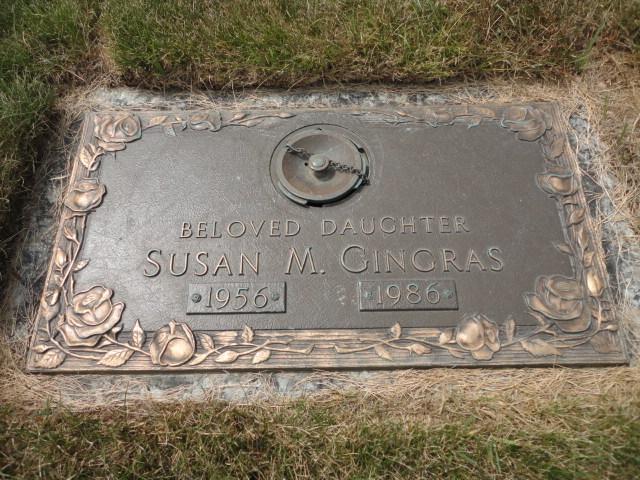 BELOVED DAUGHTER
SUSAN M. GINGRAS
1956 1986